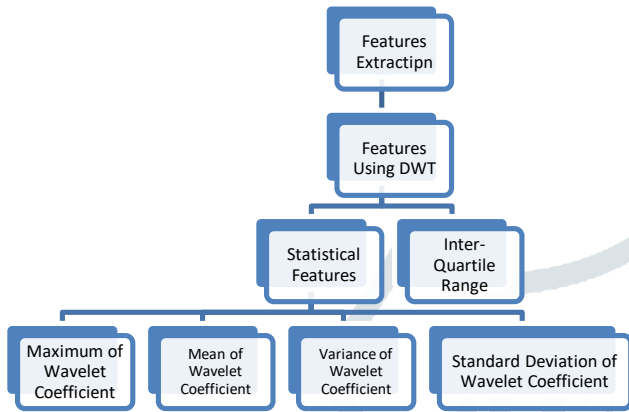 Features
Extractipn
Features
Using DWT
Statistical
Features
Inter-
Quartile
Range
Maximum of
Wavelet
Coefficient
Mean of
Wavelet
Coefficient
Variance of
Wavelet
Coefficient
Standard Deviation of
Wavelet Coefficient